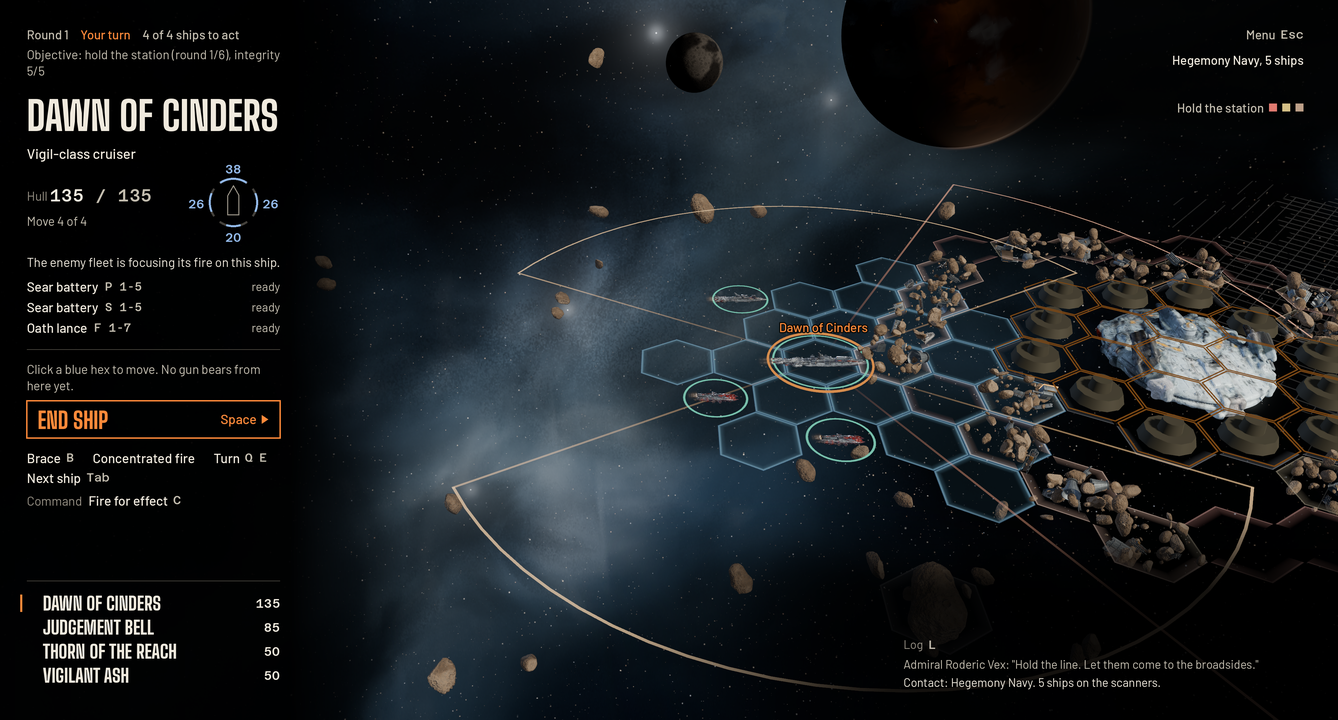 Round 1 Your turn 4 of 4 ships to act
Objective: hold the station (round 1/6), integrity
5/5
DAWN OF CINDERS
Vigil-class cruiser
38
Hull 135 / 135
26 26
Move 4 of 4
20
The enemy fleet is focusing its fire on this ship.
Sear battery P 1-5 ready
Sear battery S 1-5 ready
Oath lance F 1-7 ready
Click a blue hex to move. No gun bears from
here yet.
END SHIP Space
Brace B Concentrated fire Turn Q E
Next ship Tab
Command Fire for effect C
DAWN OF CINDERS 135
JUDGEMENT BELL 85
THORN OF THE REACH 50
VIGILANT ASH 50
Menu Esc
Hegemony Navy, 5 ships
Hold the station
Dawn of Cinders
Log L
Admiral Roderic Vex: "Hold the line. Let them come to the broadsides."
Contact: Hegemony Navy. 5 ships on the scanners.